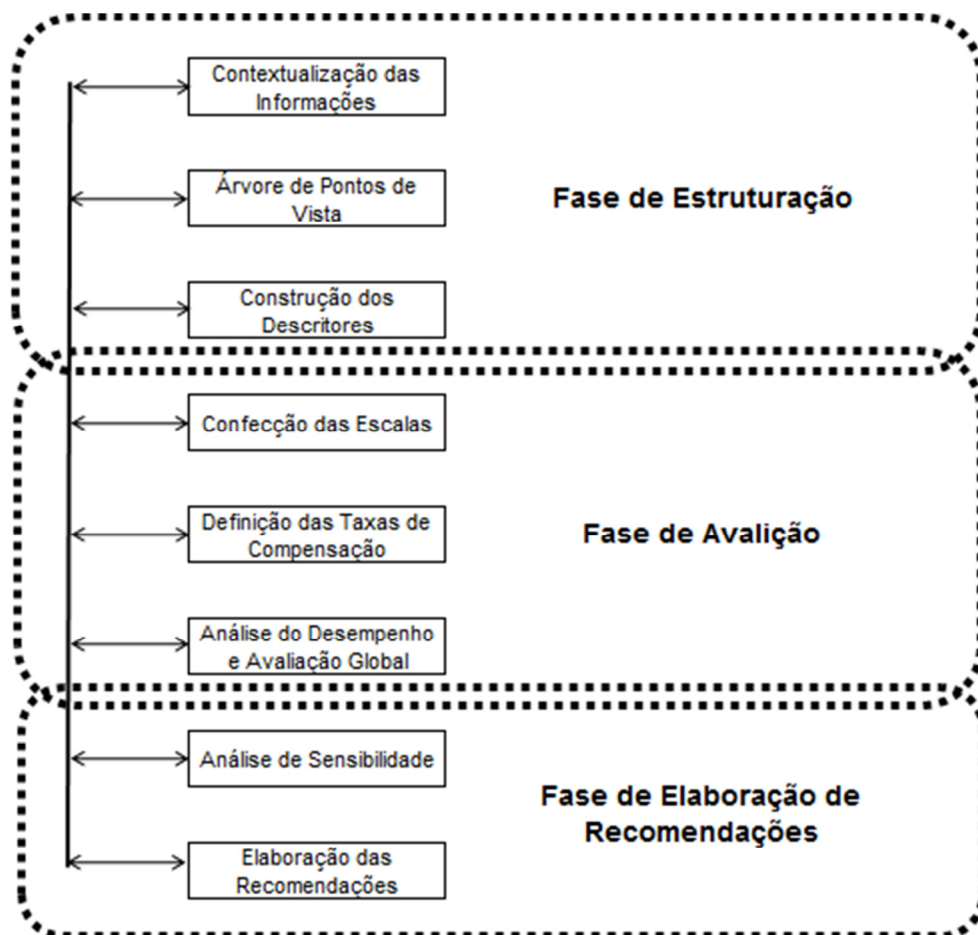 Contextualização das
Informações
Árvore de Pontos de
Vista
Fase de Estruturação
Construção dos
Descritores
Confecção das Escalas
Definição das Taxas de
Compensação
Fase de Avalição
Análise do Desempenho
e Avaliação Global
Análise de Sensibilidade
Fase de Elaboração de
Recomendações
Elaboração das
Recomendações